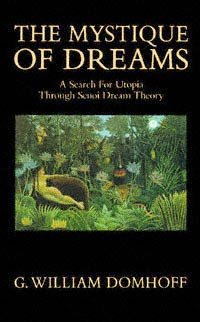 THE MYSTIQUE
OF DREAMS
A Search For Utopia
Through Senoi Dream Theory
G. WILLIAM DOMHOFF